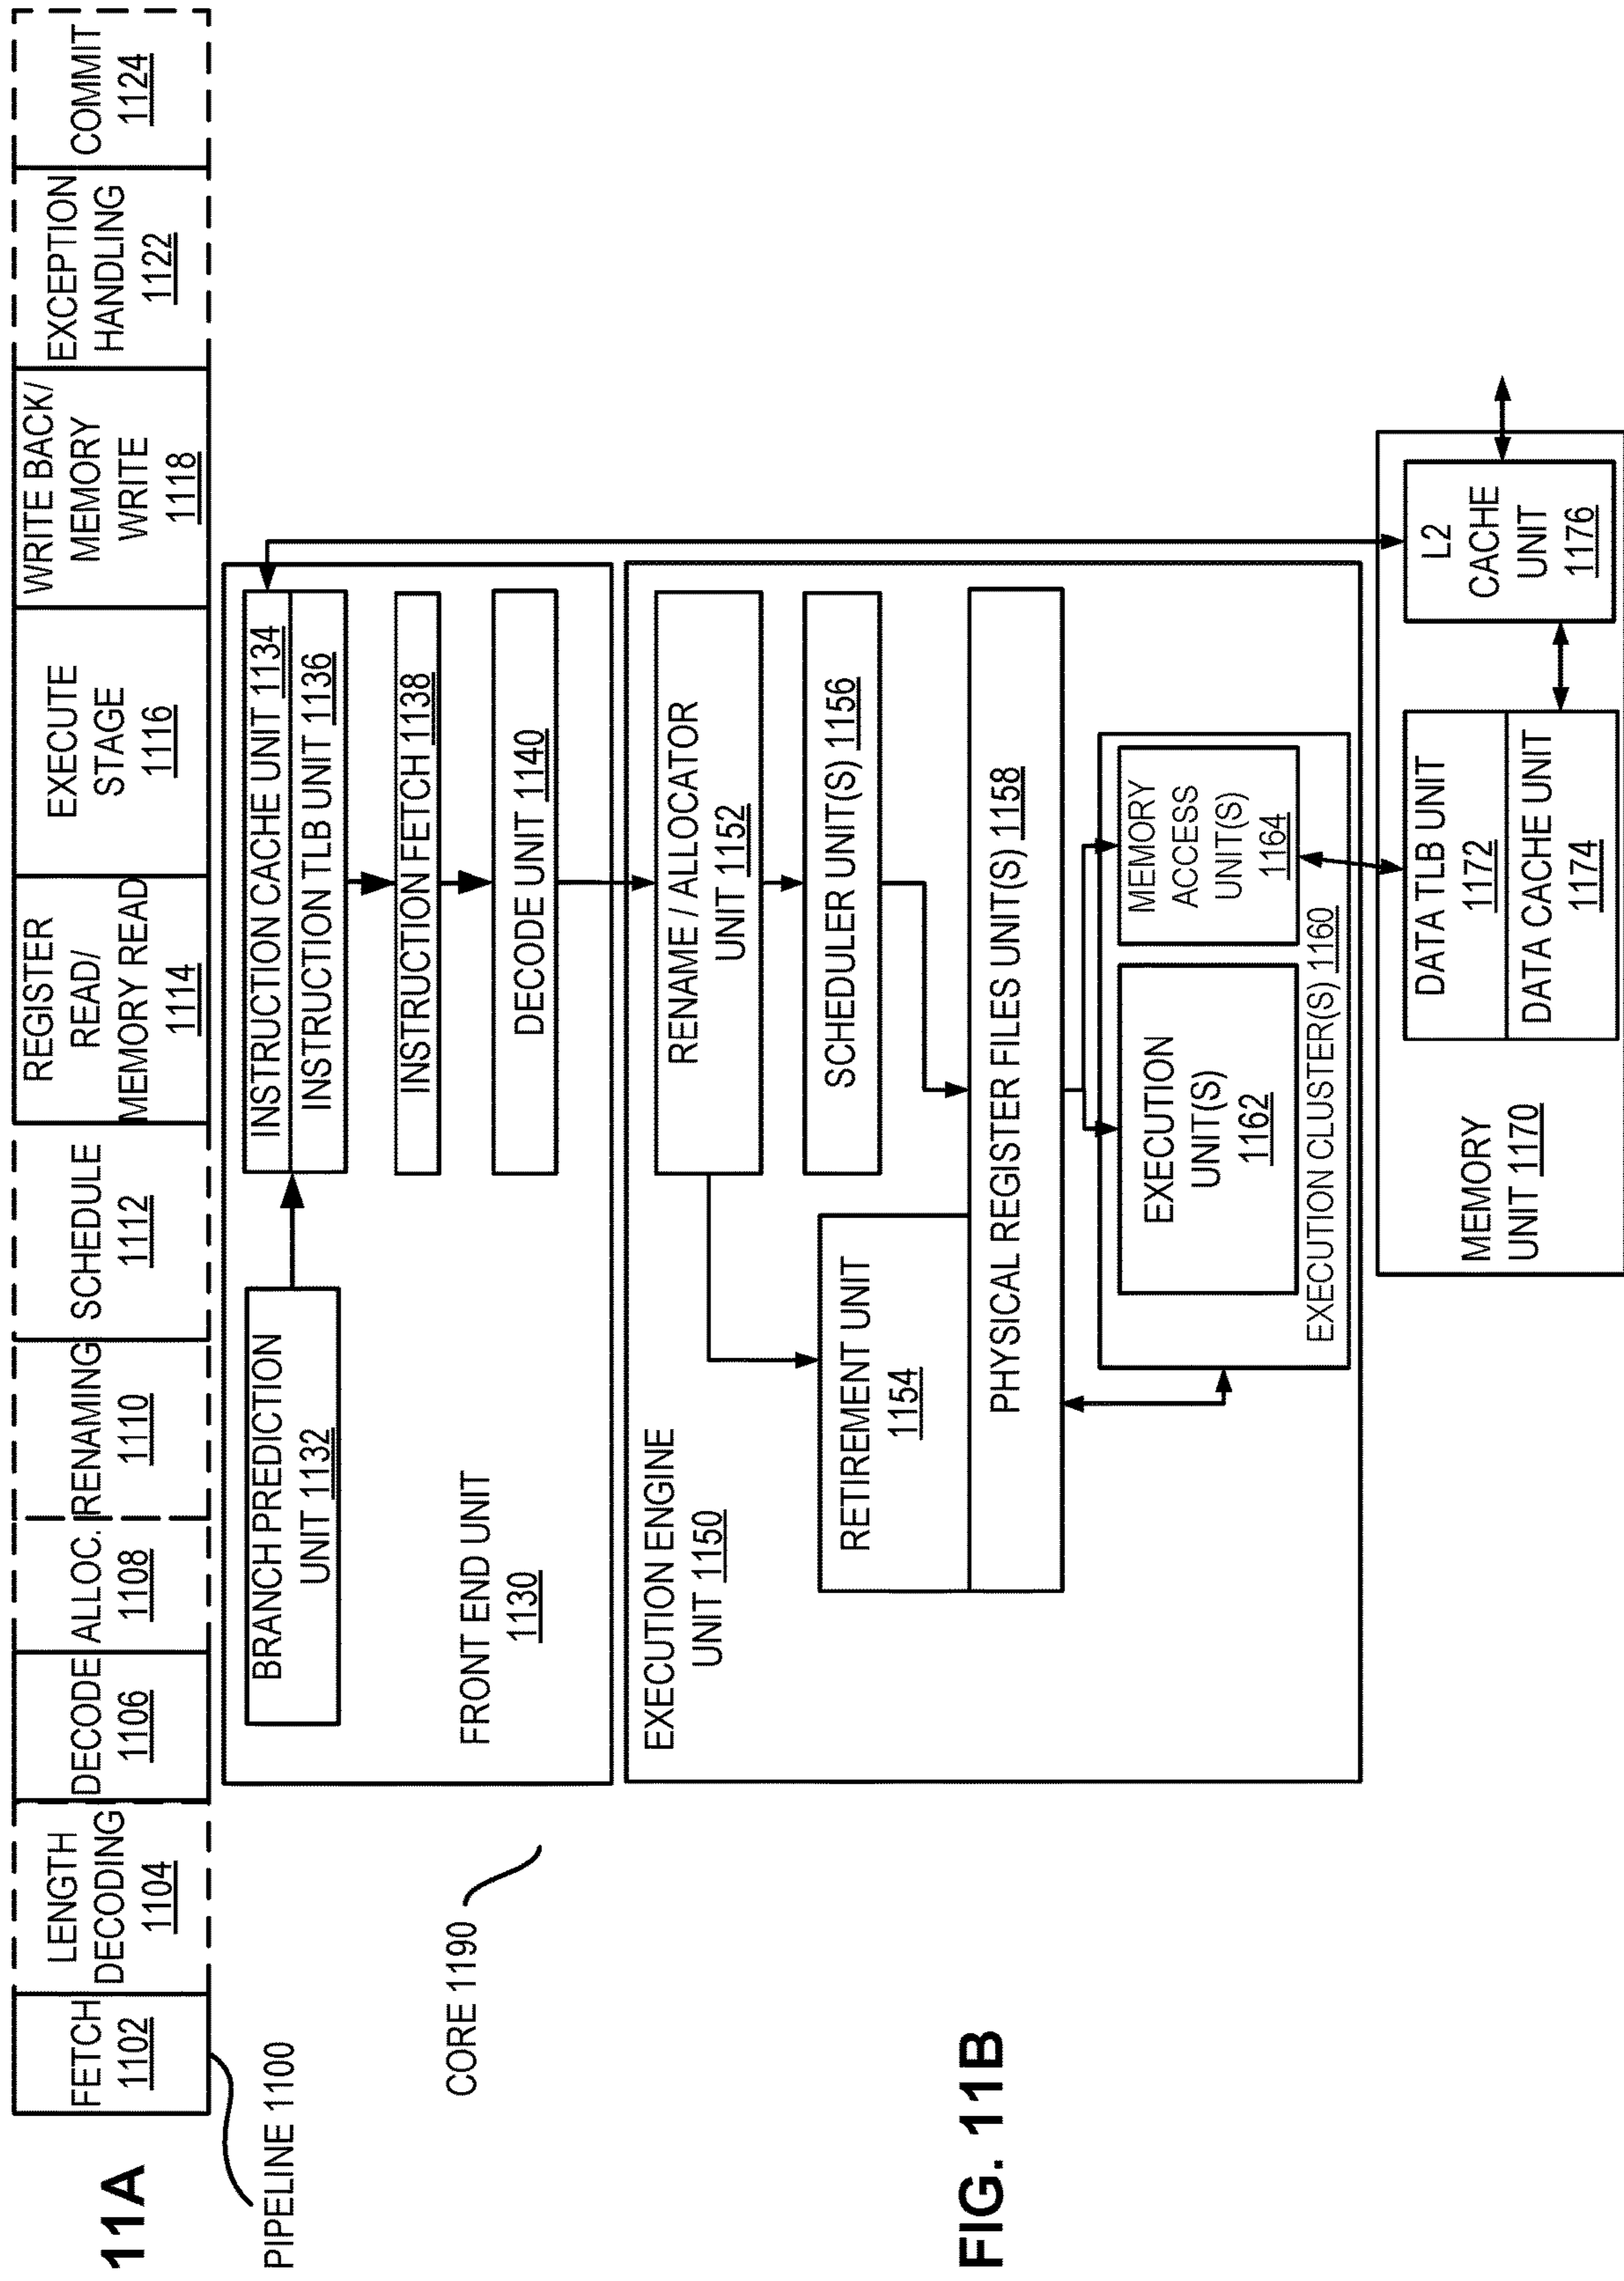 11A
FETCH
1102
LENGTH
DECODING
1104
DECODE
1106
ALLOC.
1108
RENAMING
1110
SCHEDULE
1112
REGISTER
READ/
MEMORY READ
1114
EXECUTE
STAGE
1116
WRITE BACK/
MEMORY
WRITE
1118
EXCEPTION
HANDLING
1122
COMMIT
1124
PIPELINE 1100
CORE 1190
BRANCH PREDICTION
UNIT 1132
INSTRUCTION CACHE UNIT 1134
INSTRUCTION TLB UNIT 1136
INSTRUCTION FETCH 1138
DECODE UNIT 1140
FRONT END UNIT
1130
EXECUTION ENGINE
UNIT 1150
RENAME / ALLOCATOR
UNIT 1152
SCHEDULER UNIT(S) 1156
RETIREMENT UNIT
1154
PHYSICAL REGISTER FILES UNIT(S) 1158
EXECUTION
UNIT(S)
1162
MEMORY
ACCESS
UNIT(S)
1164
EXECUTION CLUSTER(S) 1160
MEMORY
UNIT 1170
DATA TLB UNIT
1172
DATA CACHE UNIT
1174
L2
CACHE
UNIT
1176
FIG. 11B